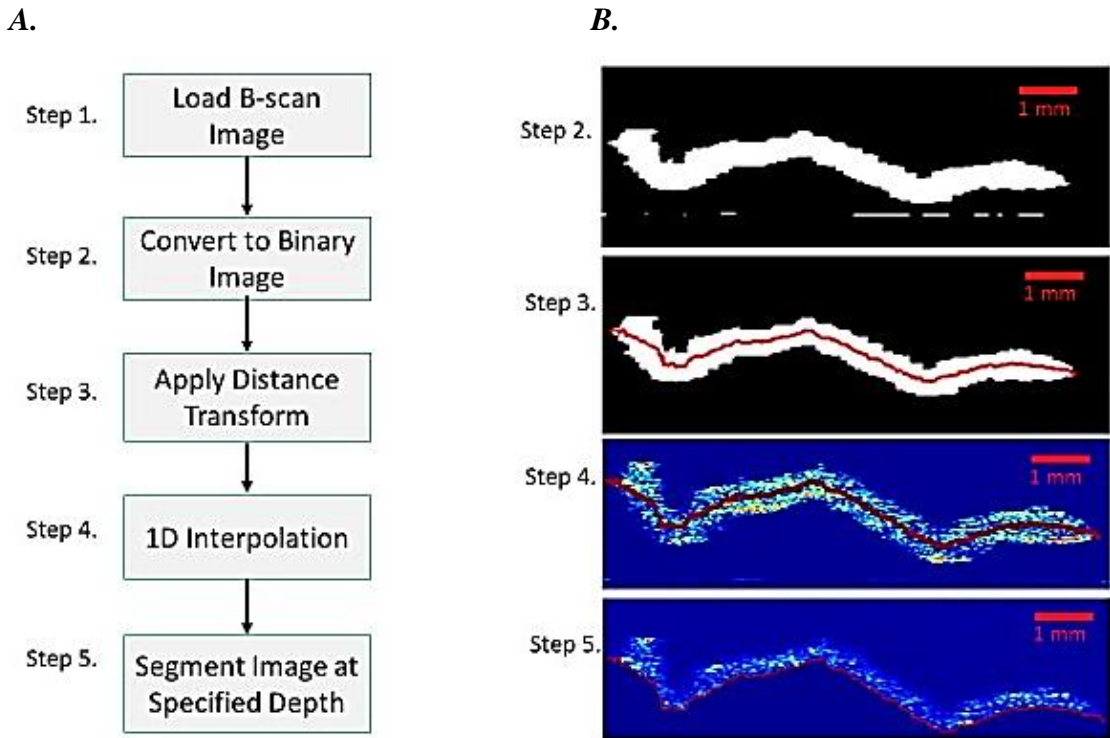 A.
B.
Step 1.
Load B-scan
Image
Step 2.
Convert to Binary
Image
Step 3.
Apply Distance
Transform
Step 4.
1D Interpolation
Step 5.
Segment Image at
Specified Depth
Step 2.
1 mm
Step 3.
1 mm
Step 4.
1 mm
Step 5.
1 mm